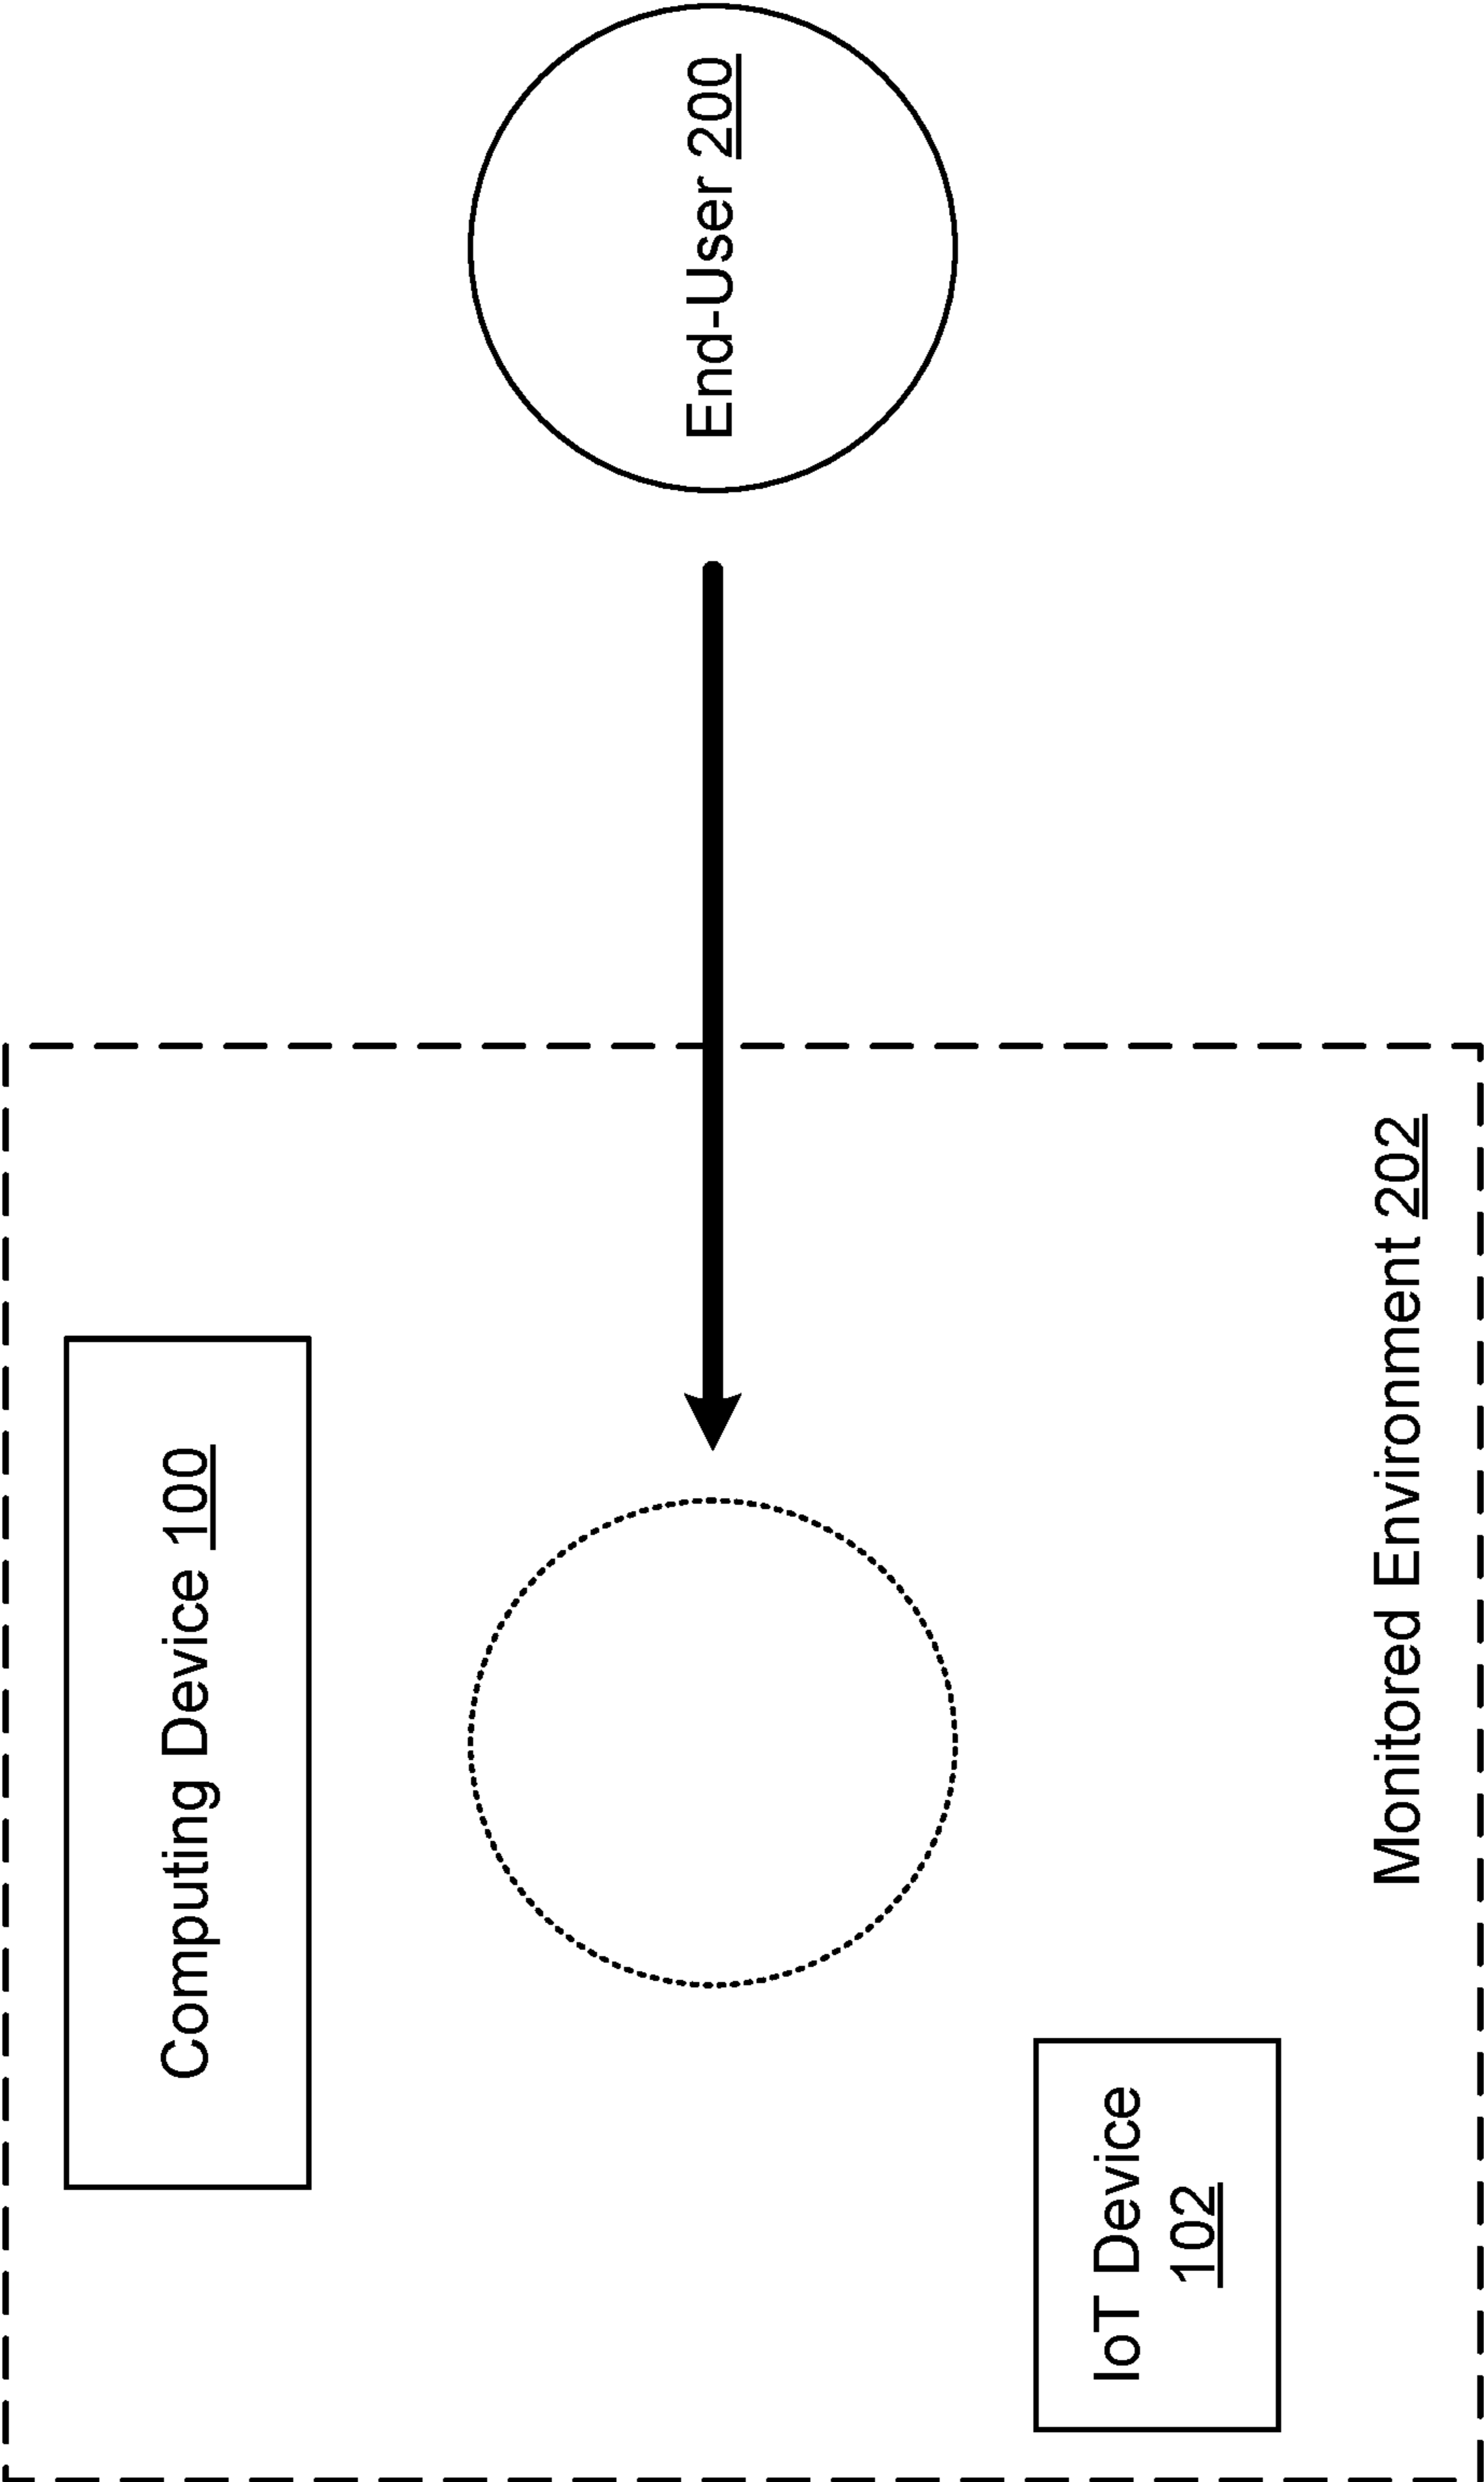 Computing Device 100
End-User 200
IoT Device
102
Monitored Environment 202